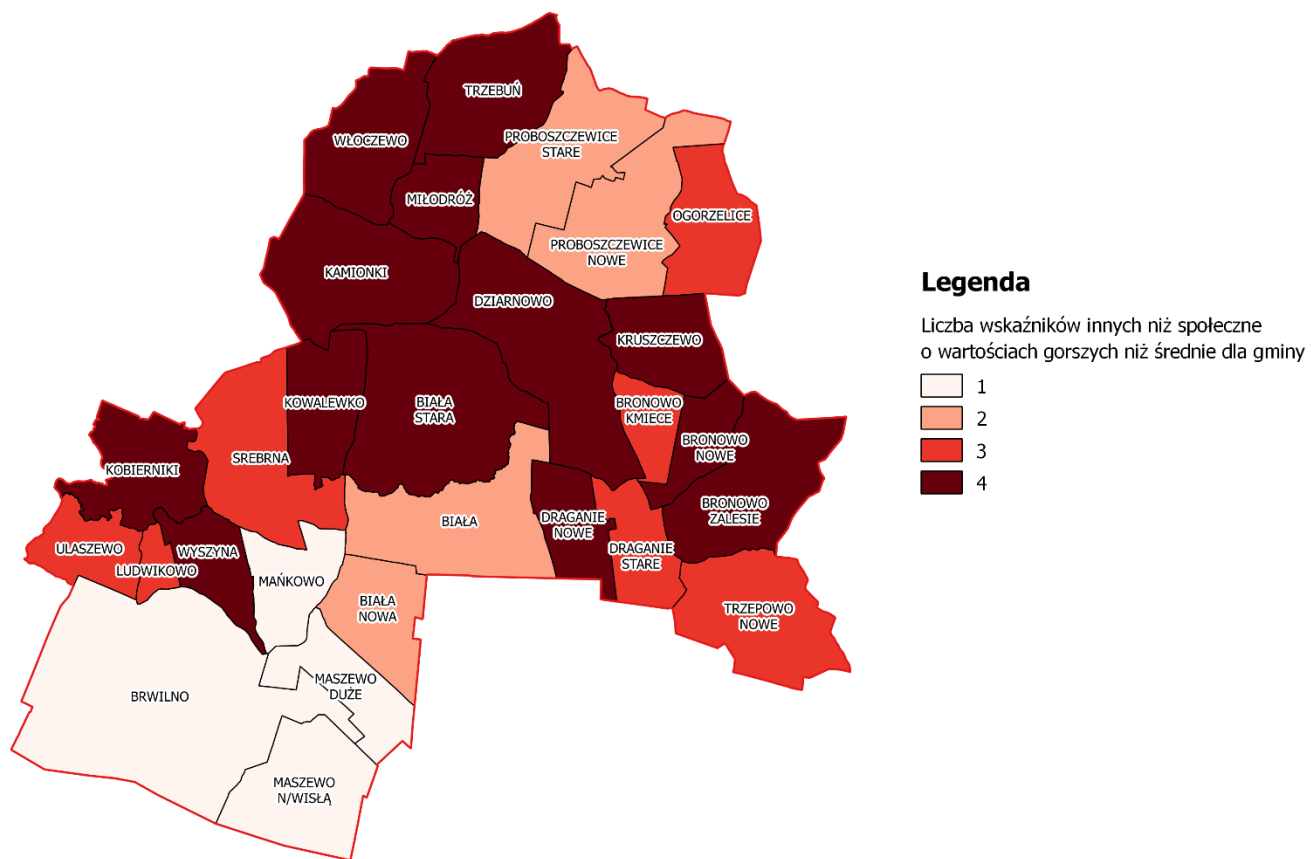 TRZEBUŃ
WŁOCZEWO
PROBOSZCZEWICE
STARE
MIŁODRÓŻ
OGORZELICE
PROBOSZCZEWICE
NOWE
KAMIONKI
DZIARNOWO
KRUSZCZEWO
KOWALEWKO
BIAŁA
STARA
BRONOWO
KMIECE
BRONOWO
NOWE
SREBRNA
KOBIERNIKI
BRONOWO
ZALESIE
BIAŁA
DRAGANIE
NOWE
ULASZEWO
LUDWIKOWO
WYSZYNA
MAŃKOWO
DRAGANIE
STARE
BIAŁA
NOWA
TRZEPOWO
NOWE
BRWILNO
MASZEWO
DUŻE
MASZEWO
N/WISŁĄ
Legenda
Liczba wskaźników innych niż społeczne
o wartościach gorszych niż średnie dla gminy
1
2
3
4